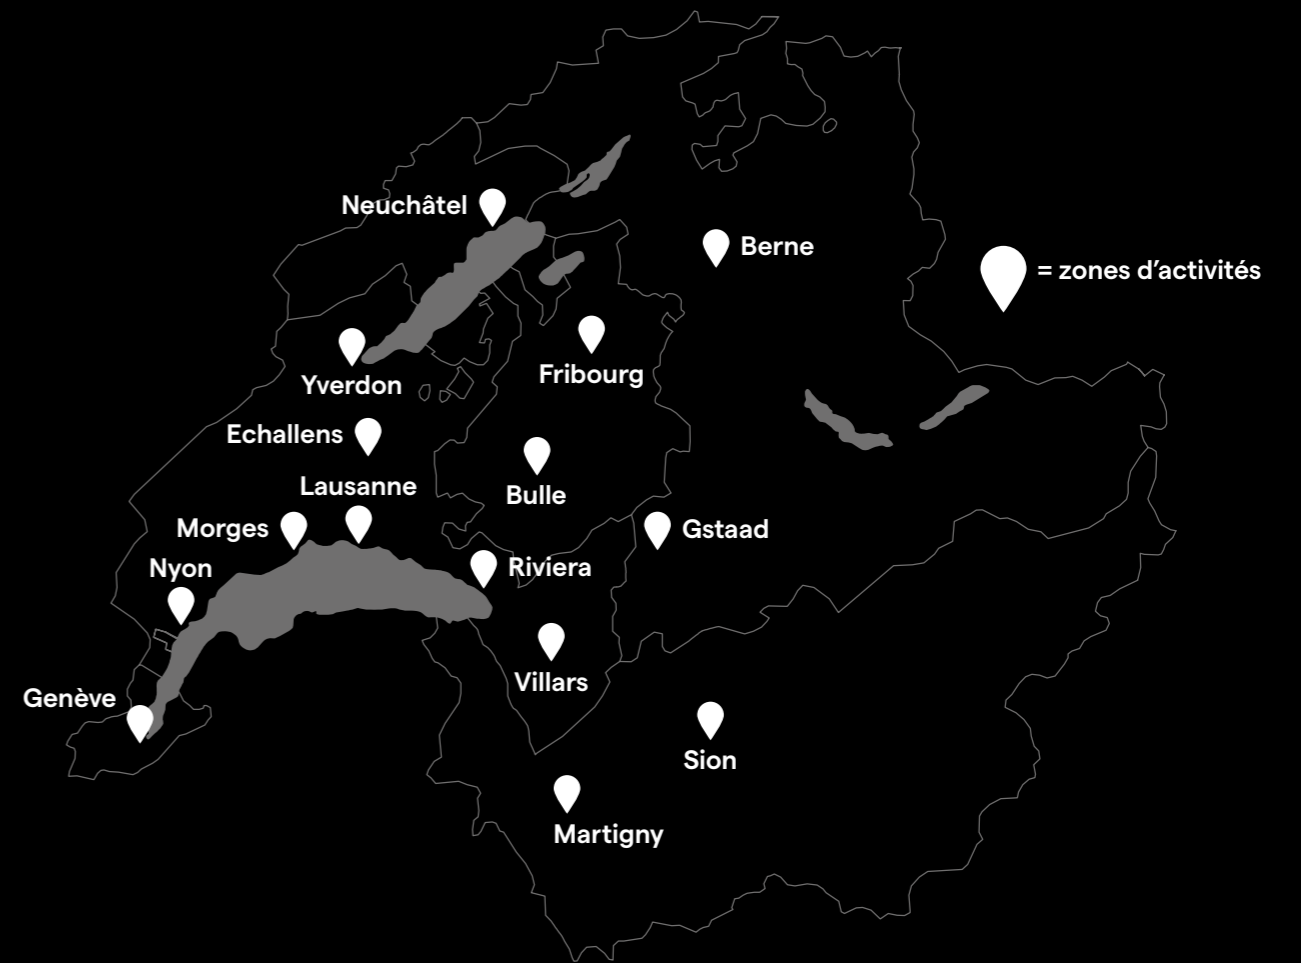 Neuchâtel
Berne
= zones d’activités
Yverdon
Fribourg
Echallens
Lausanne
Bulle
Morges
Gstaad
Nyon
Riviera
Villars
Genève
Sion
Martigny